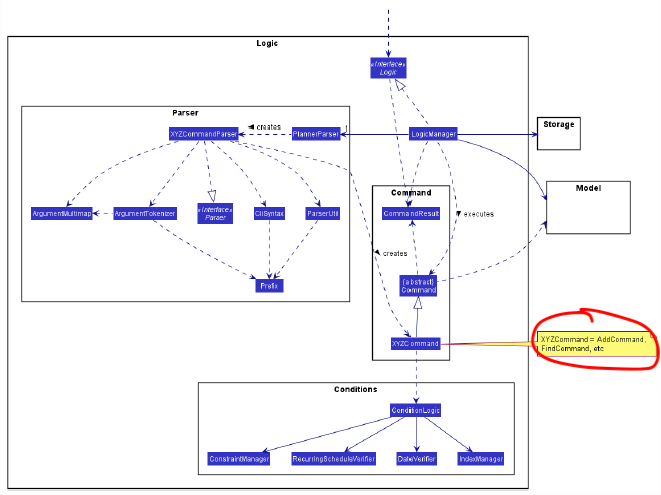 Logic
«Interface»
Logic
Parser
XYZCommandParser
creates
PlannerParser
1
LogicManager
Storage
Model
Command
«Interface»
Parser
ArgumentMultimap
ArgumentTokenizer
CliSyntax
ParserUtil
CommandResult
executes
creates
Prefix
{abstract}
Command
XYZCommand
XYZCommand = AddCommand,
FindCommand, etc
Conditions
ConditionLogic
ConstraintManager
RecurringScheduleVerifier
DateVerifier
IndexManager